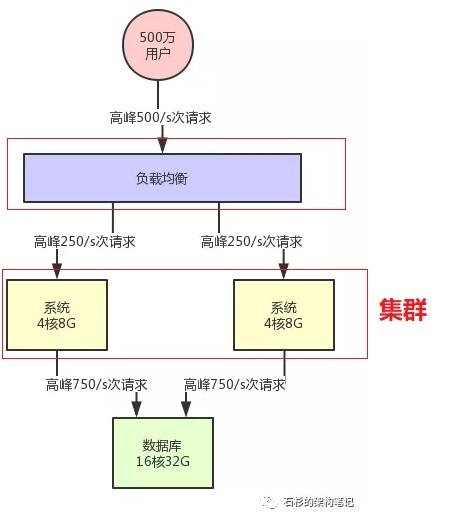 500万
用户
高峰500/s次请求
负载均衡
高峰250/s次请求
高峰250/s次请求
系统
4核8G
系统
4核8G
集群
高峰750/s次请求
高峰750/s次请求
数据库
16核32G
石杉的架构笔记